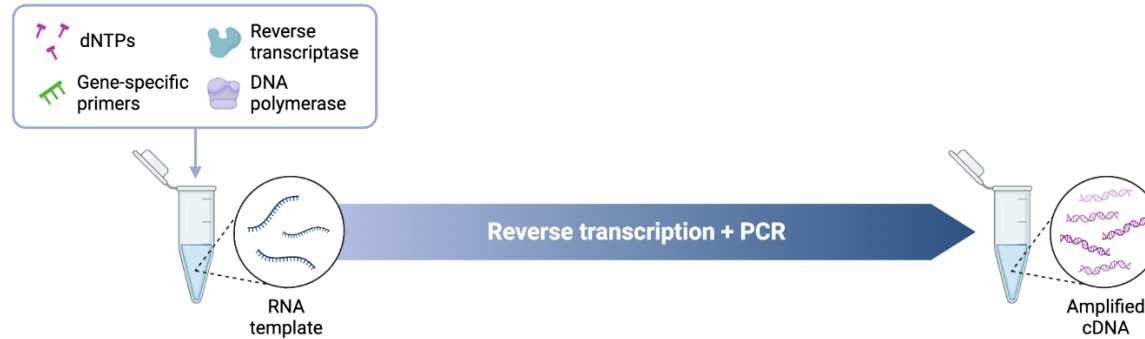 dNTPs
Reverse
transcriptase
Gene-specific
primers
DNA
polymerase
Reverse transcription + PCR
RNA
template
Amplified
cDNA